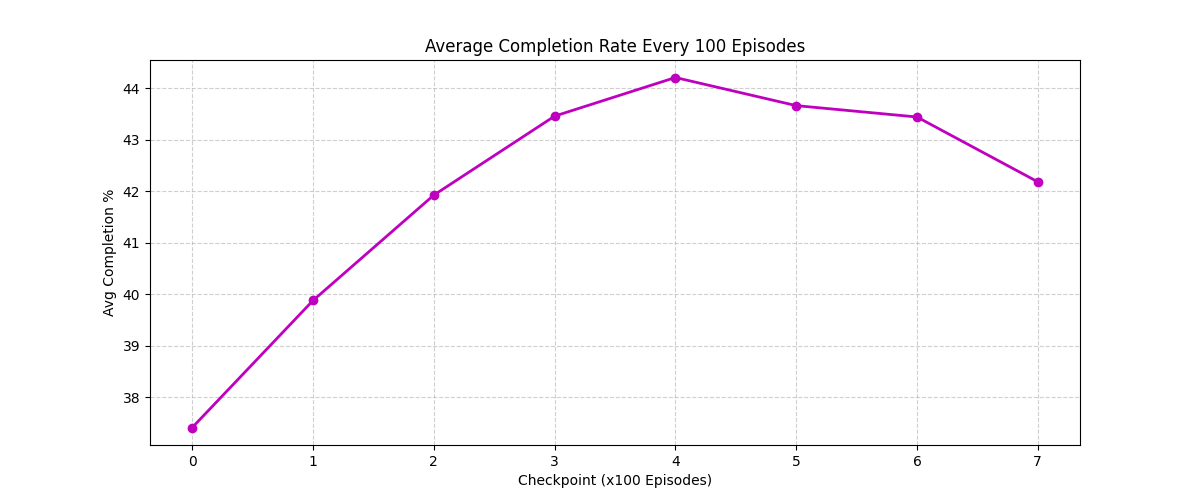 Average Completion Rate Every 100 Episodes
Avg Completion %
44
43
42
41
40
39
38
0 1 2 3 4 5 6 7
Checkpoint (x100 Episodes)